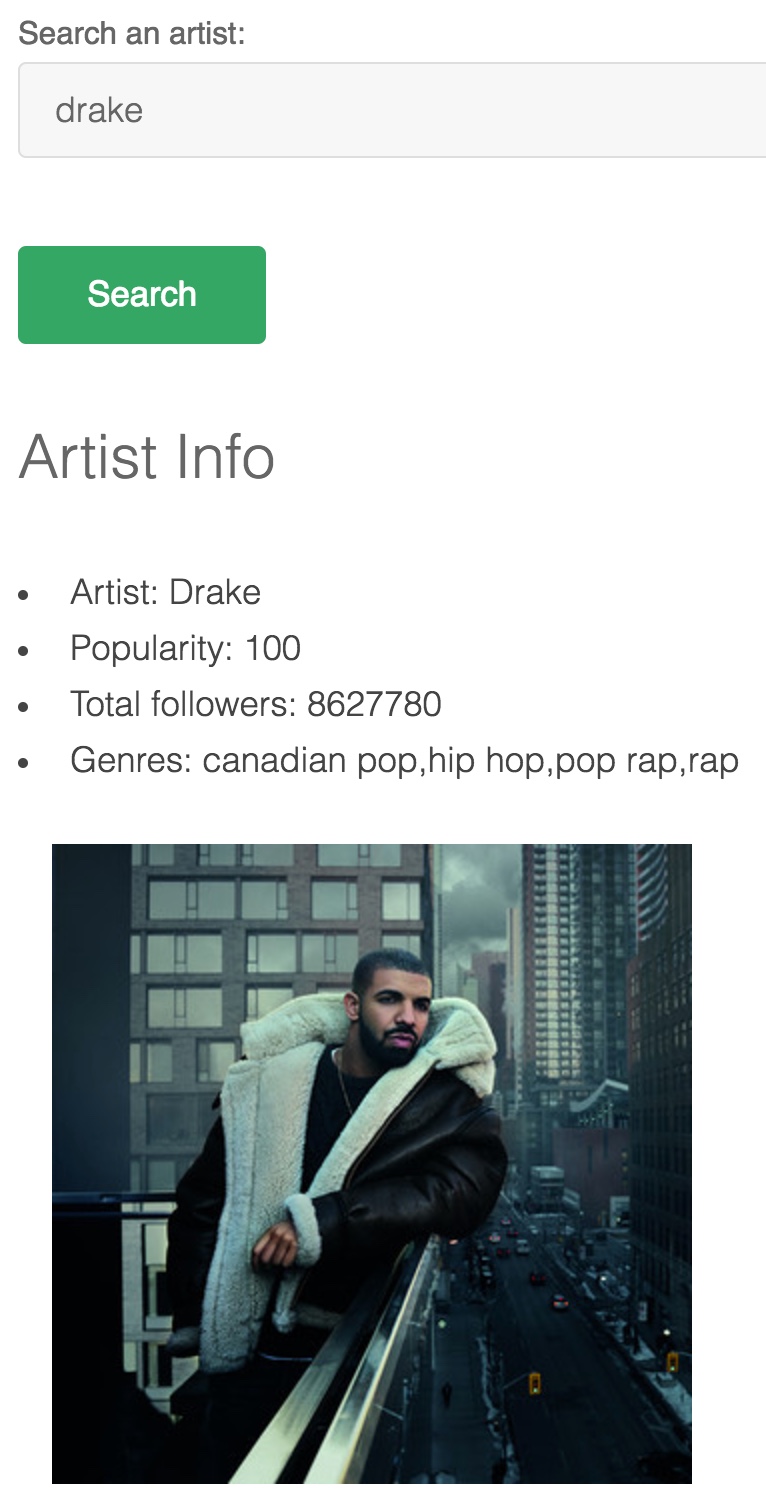 Search an artist:
drake
Search
Artist Info
Artist: Drake
Popularity: 100
Total followers: 8627780
Genres: canadian pop,hip hop,pop rap,rap